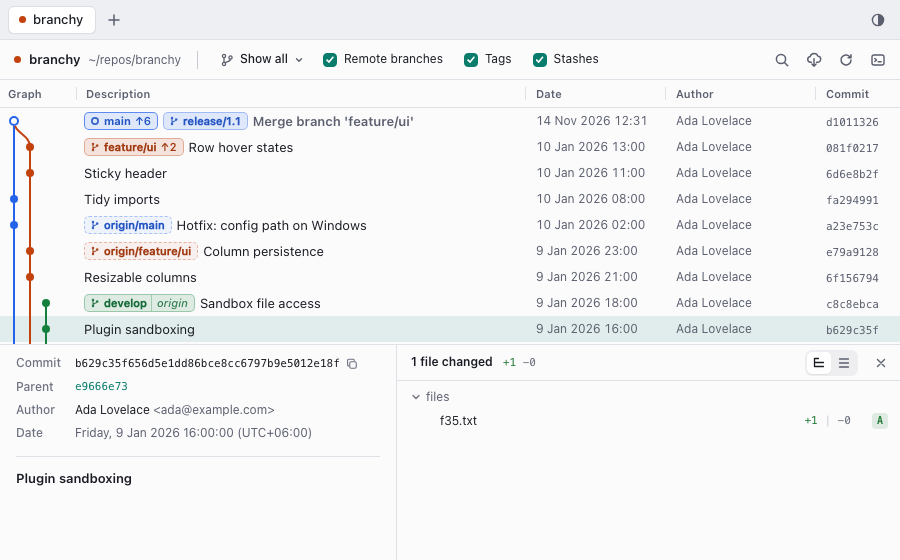 branchy
branchy ~/repos/branchy Show all Remote branches Tags Stashes
Graph Description Date Author Commit
main ↑6 release/1.1 Merge branch 'feature/ui' 14 Nov 2026 12:31 Ada Lovelace d1011326
feature/ui ↑2 Row hover states 10 Jan 2026 13:00 Ada Lovelace 081f0217
Sticky header 10 Jan 2026 11:00 Ada Lovelace 6d6e8b2f
Tidy imports 10 Jan 2026 08:00 Ada Lovelace fa294991
origin/main Hotfix: config path on Windows 10 Jan 2026 02:00 Ada Lovelace a23e753c
origin/feature/ui Column persistence 9 Jan 2026 23:00 Ada Lovelace e79a9128
Resizable columns 9 Jan 2026 21:00 Ada Lovelace 6f156794
develop origin Sandbox file access 9 Jan 2026 18:00 Ada Lovelace c8c8ebca
Plugin sandboxing 9 Jan 2026 16:00 Ada Lovelace b629c35f
Commit b629c35f656d5e1dd86bce8cc6797b9e5012e18f
Parent e9666e73
Author Ada Lovelace <ada@example.com>
Date Friday, 9 Jan 2026 16:00:00 (UTC+06:00)
Plugin sandboxing
1 file changed +1 −0
files
f35.txt +1 | −0 A